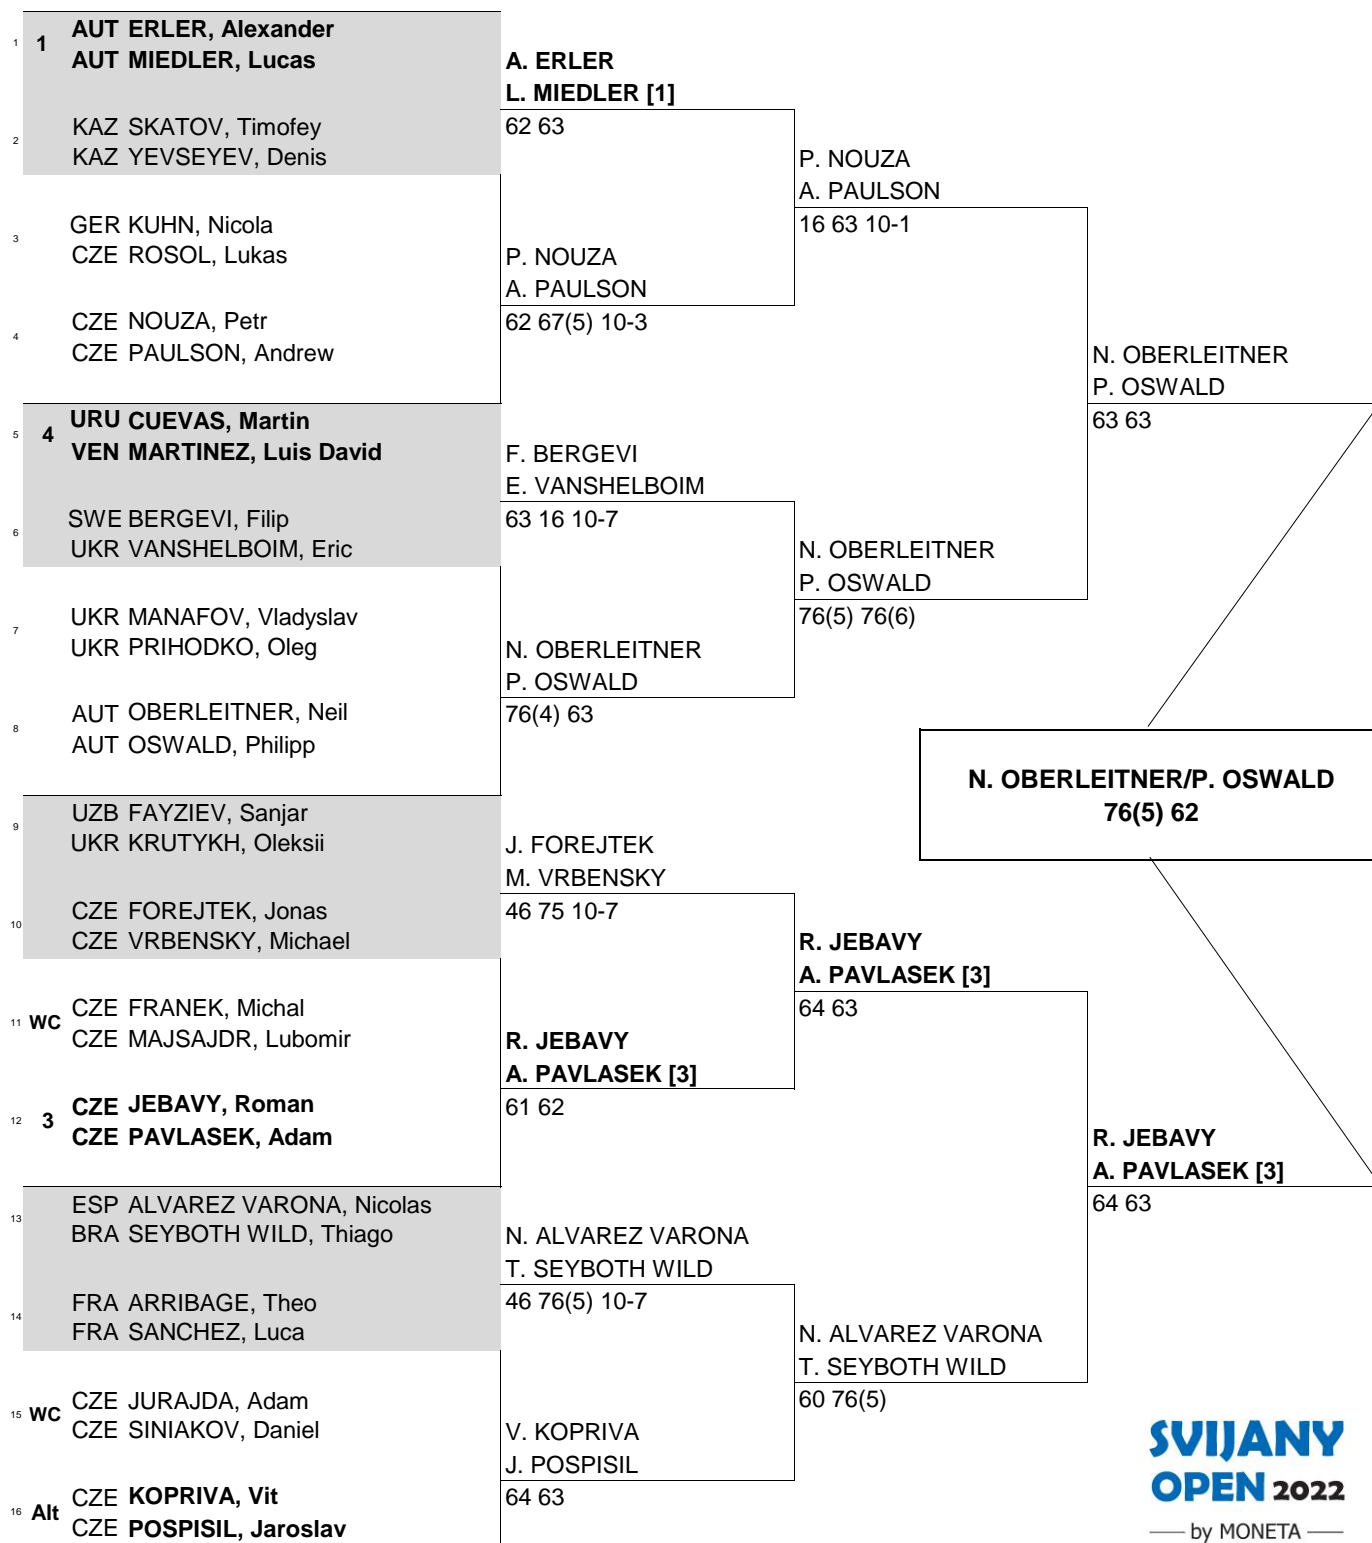 1 1 AUT ERLER, Alexander
AUT MIEDLER, Lucas
A. ERLER
L. MIEDLER [1]
62 63
2 KAZ SKATOV, Timofey
KAZ YEVSEYEV, Denis
P. NOUZA
A. PAULSON
16 63 10-1
3 GER KUHN, Nicola
CZE ROSOL, Lukas
P. NOUZA
A. PAULSON
62 67(5) 10-3
4 CZE NOUZA, Petr
CZE PAULSON, Andrew
N. OBERLEITNER
P. OSWALD
63 63
5 4 URU CUEVAS, Martin
VEN MARTINEZ, Luis David
F. BERGEVI
E. VANSHELBOIM
63 16 10-7
6 SWE BERGEVI, Filip
UKR VANSHELBOIM, Eric
N. OBERLEITNER
P. OSWALD
76(5) 76(6)
7 UKR MANAFOV, Vladyslav
UKR PRIHODKO, Oleg
N. OBERLEITNER
P. OSWALD
76(4) 63
8 AUT OBERLEITNER, Neil
AUT OSWALD, Philipp
N. OBERLEITNER/P. OSWALD
76(5) 62
9 UZB FAYZIEV, Sanjar
UKR KRUTYKH, Oleksii
J. FOREJTEK
M. VRBENSKY
46 75 10-7
10 CZE FOREJTEK, Jonas
CZE VRBENSKY, Michael
R. JEBAVY
A. PAVLASEK [3]
64 63
11 WC CZE FRANEK, Michal
CZE MAJSAJDR, Lubomir
R. JEBAVY
A. PAVLASEK [3]
61 62
12 3 CZE JEBAVY, Roman
CZE PAVLASEK, Adam
R. JEBAVY
A. PAVLASEK [3]
64 63
13 ESP ALVAREZ VARONA, Nicolas
BRA SEYBOTH WILD, Thiago
N. ALVAREZ VARONA
T. SEYBOTH WILD
46 76(5) 10-7
14 FRA ARRIBAGE, Theo
FRA SANCHEZ, Luca
N. ALVAREZ VARONA
T. SEYBOTH WILD
60 76(5)
15 WC CZE JURAJDA, Adam
CZE SINIAKOV, Daniel
V. KOPRIVA
J. POSPISIL
64 63
16 Alt CZE KOPRIVA, Vit
CZE POSPISIL, Jaroslav
SVIJANY
OPEN 2022
by MONETA